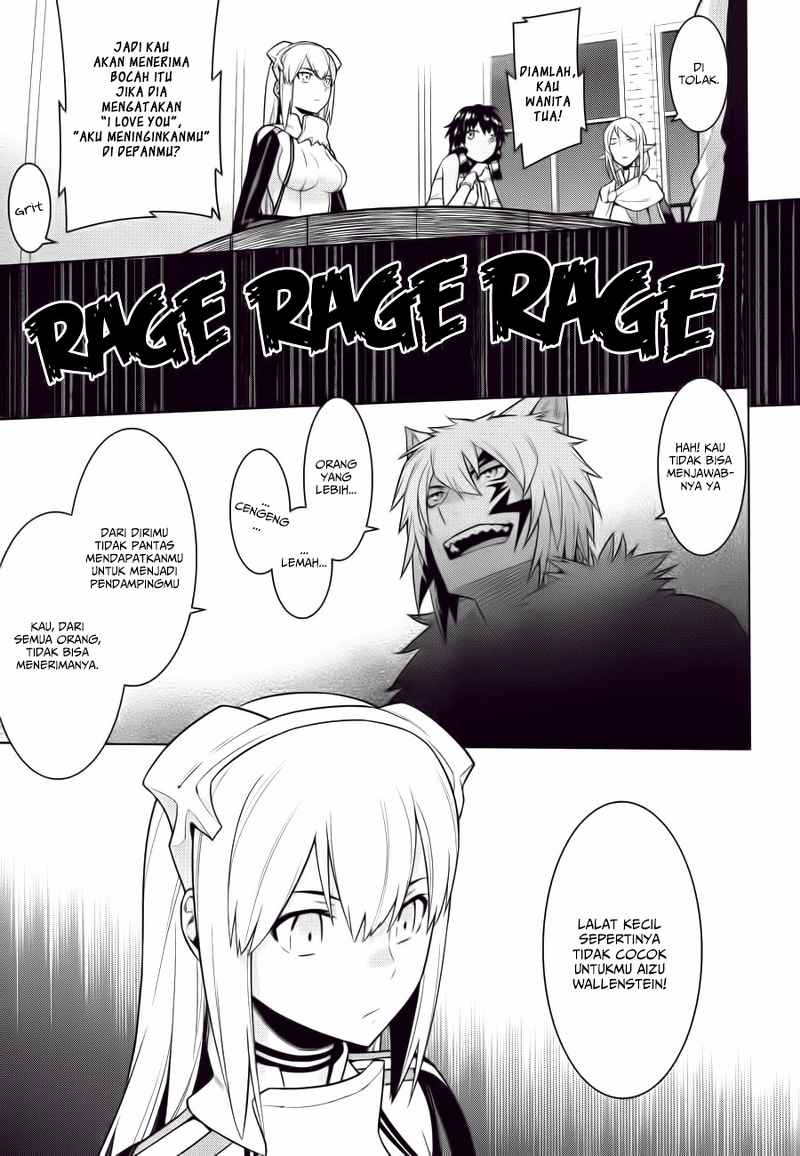 DI
TOLAK.
DIAMLAH,
KAU
WANITA
TUA!
JADI KAU
AKAN MENERIMA
BOCAH ITU
JIKA DIA
MENGATAKAN
"I LOVE YOU",
"AKU MENINGINKANMU"
DI DEPANMU?
Grit
RAGE RAGE RAGE
HAH! KAU
TIDAK BISA
MENJAWAB-
NYA YA
ORANG
YANG
LEBIH...
...
CENGENG
...
...
LEMAH...
DARI DIRIMU
TIDAK PANTAS
MENDAPATKANMU
UNTUK MENJADI
PENDAMPINGMU
KAU, DARI
SEMUA ORANG,
TIDAK BISA
MENERIMANYA.
LALAT KECIL
SEPERTINYA
TIDAK COCOK
UNTUKMU AIZU
WALLENSTEIN!